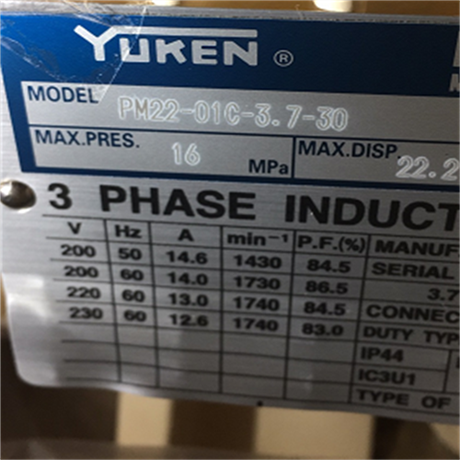 YUKEN ®
MODEL PM22-01C-3.7-30
MAX.PRES. 16 MPa MAX.DISP. 22.2
3 PHASE INDUCT
V Hz A min⁻¹ P.F.(%) MANUF
200 50 14.6 1430 84.5 SERIAL
200 60 14.0 1730 86.5 3.7
220 60 13.0 1740 84.5 CONNEC
230 60 12.6 1740 83.0 DUTY TYP
IP44
IC3U1
TYPE OF